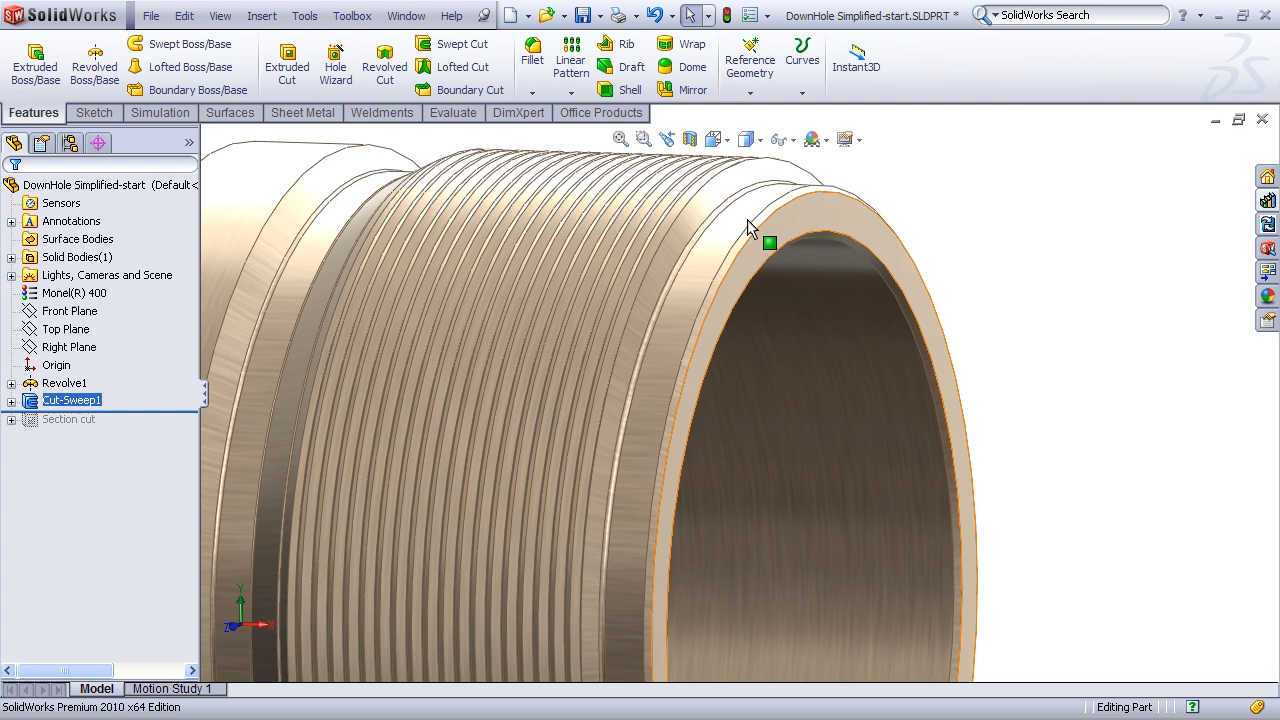 SW SolidWorks File Edit View Insert Tools Toolbox Window Help DownHole Simplified-start.SLDPRT * SolidWorks Search ?
Extruded Boss/Base Revolved Boss/Base Swept Boss/Base Lofted Boss/Base Boundary Boss/Base Extruded Cut Hole Wizard Revolved Cut Swept Cut Lofted Cut Boundary Cut Fillet Linear Pattern Rib Draft Shell Wrap Dome Mirror Reference Geometry Curves Instant3D
Features Sketch Simulation Surfaces Sheet Metal Weldments Evaluate DimXpert Office Products
DownHole Simplified-start (Default<
Sensors
Annotations
Surface Bodies
Solid Bodies(1)
Lights, Cameras and Scene
Monel(R) 400
Front Plane
Top Plane
Right Plane
Origin
Revolve1
Cut-Sweep1
Section cut
Y
Z X
Model Motion Study 1
SolidWorks Premium 2010 x64 Edition Editing Part ?